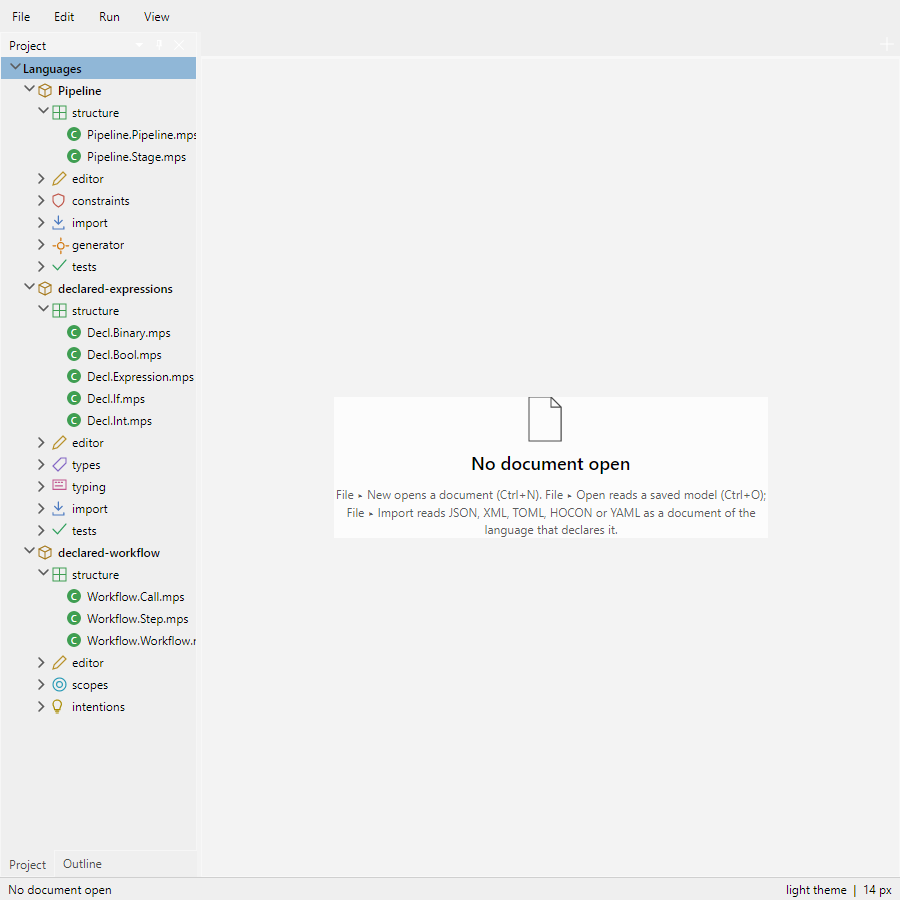 File Edit Run View
Project
Languages
Pipeline
structure
C Pipeline.Pipeline.mps
C Pipeline.Stage.mps
editor
constraints
import
generator
tests
declared-expressions
structure
C Decl.Binary.mps
C Decl.Bool.mps
C Decl.Expression.mps
C Decl.If.mps
C Decl.Int.mps
editor
types
typing
import
tests
declared-workflow
structure
C Workflow.Call.mps
C Workflow.Step.mps
C Workflow.Workflow.
editor
scopes
intentions
No document open
File ▸ New opens a document (Ctrl+N). File ▸ Open reads a saved model (Ctrl+O);
File ▸ Import reads JSON, XML, TOML, HOCON or YAML as a document of the
language that declares it.
Project Outline
No document open light theme | 14 px